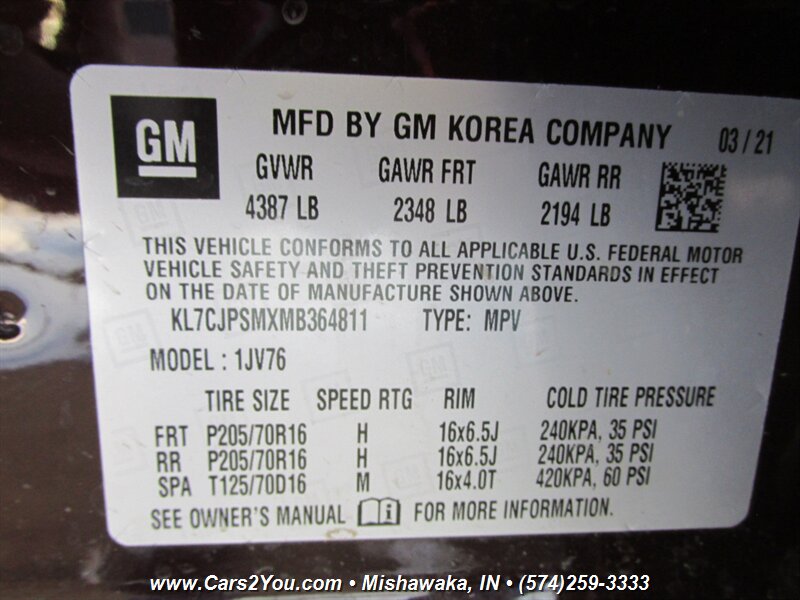 GM
MFD BY GM KOREA COMPANY 03/21
GVWR GAWR FRT GAWR RR
4387 LB 2348 LB 2194 LB
THIS VEHICLE CONFORMS TO ALL APPLICABLE U.S. FEDERAL MOTOR
VEHICLE SAFETY AND THEFT PREVENTION STANDARDS IN EFFECT
ON THE DATE OF MANUFACTURE SHOWN ABOVE.
KL7CJPSMXMB364811 TYPE: MPV
MODEL : 1JV76
TIRE SIZE SPEED RTG RIM COLD TIRE PRESSURE
FRT P205/70R16 H 16x6.5J 240KPA, 35 PSI
RR P205/70R16 H 16x6.5J 240KPA, 35 PSI
SPA T125/70D16 M 16x4.0T 420KPA, 60 PSI
SEE OWNER'S MANUAL FOR MORE INFORMATION.
www.Cars2You.com • Mishawaka, IN • (574)259-3333